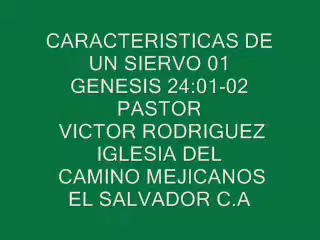 CARACTERISTICAS DE
UN SIERVO 01
GENESIS 24:01-02
PASTOR
VICTOR RODRIGUEZ
IGLESIA DEL
CAMINO MEJICANOS
EL SALVADOR C.A